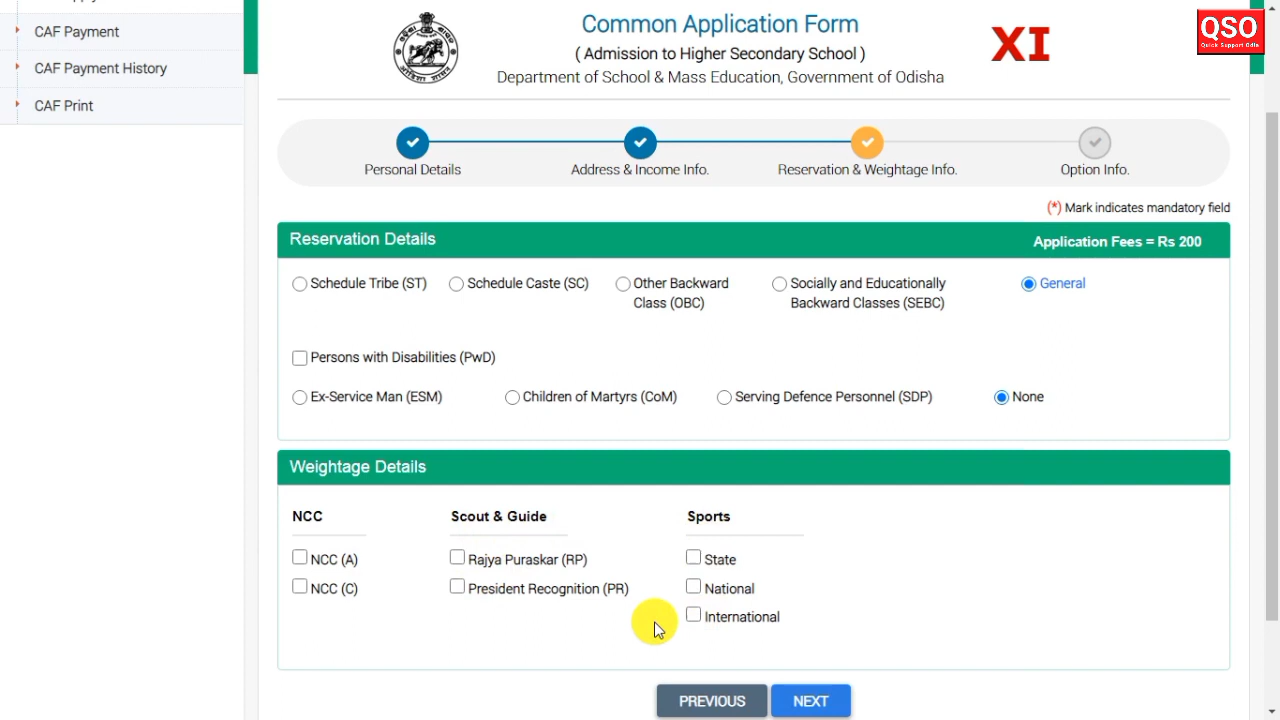 CAF Payment
CAF Payment History
CAF Print
Common Application Form
( Admission to Higher Secondary School )
Department of School & Mass Education, Government of Odisha
XI
QSO
Quick Support Odia
Personal Details
Address & Income Info.
Reservation & Weightage Info.
Option Info.
(*) Mark indicates mandatory field
Reservation Details
Application Fees = Rs 200
Schedule Tribe (ST)
Schedule Caste (SC)
Other Backward
Class (OBC)
Socially and Educationally
Backward Classes (SEBC)
General
Persons with Disabilities (PwD)
Ex-Service Man (ESM)
Children of Martyrs (CoM)
Serving Defence Personnel (SDP)
None
Weightage Details
NCC
Scout & Guide
Sports
NCC (A)
Rajya Puraskar (RP)
State
NCC (C)
President Recognition (PR)
National
International
PREVIOUS
NEXT